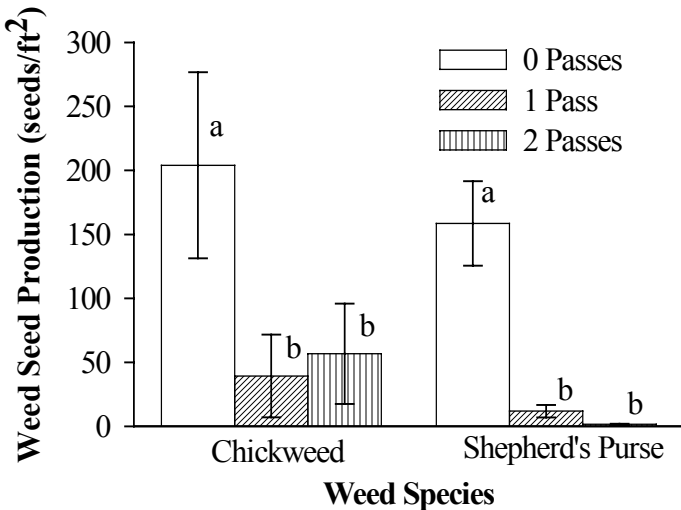 Weed Seed Production (seeds/ft²)
300
250
200
150
100
50
0
0 Passes
1 Pass
2 Passes
a
b
b
a
b
b
Chickweed
Shepherd's Purse
Weed Species